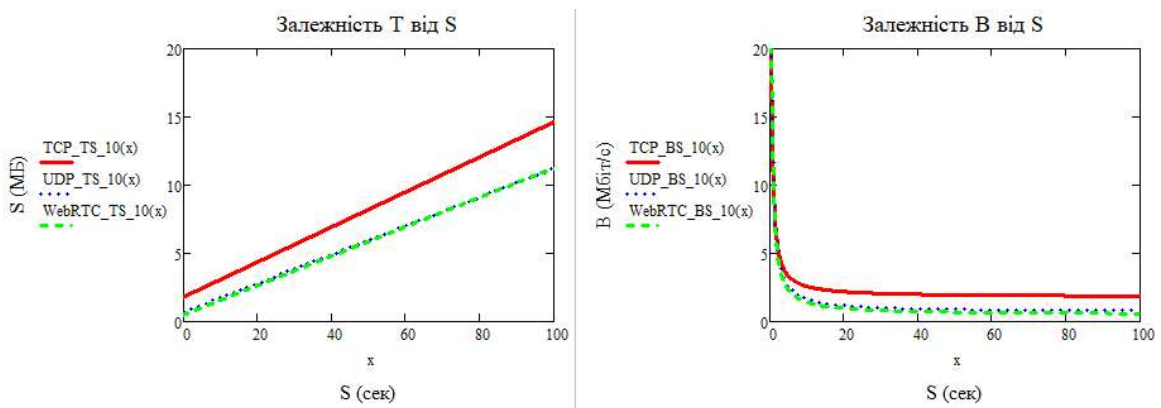 Залежність T від S
S (МБ)
TCP_TS_10(x)
UDP_TS_10(x)
WebRTC_TS_10(x)
20
15
10
5
0
0 20 40 60 80 100
x
S (сек)
Залежність B від S
B (Мбіт/с)
TCP_BS_10(x)
UDP_BS_10(x)
WebRTC_BS_10(x)
20
15
10
5
0
0 20 40 60 80 100
x
S (сек)